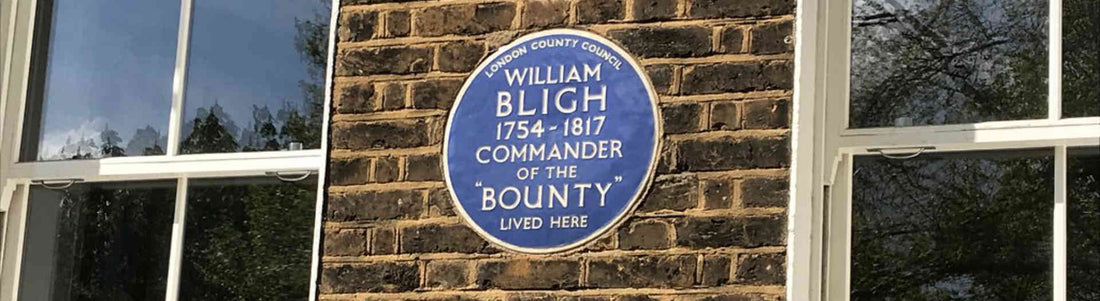 LONDON COUNTY COUNCIL
WILLIAM
BLIGH
1754-1817
COMMANDER
OF THE
"BOUNTY"
LIVED HERE